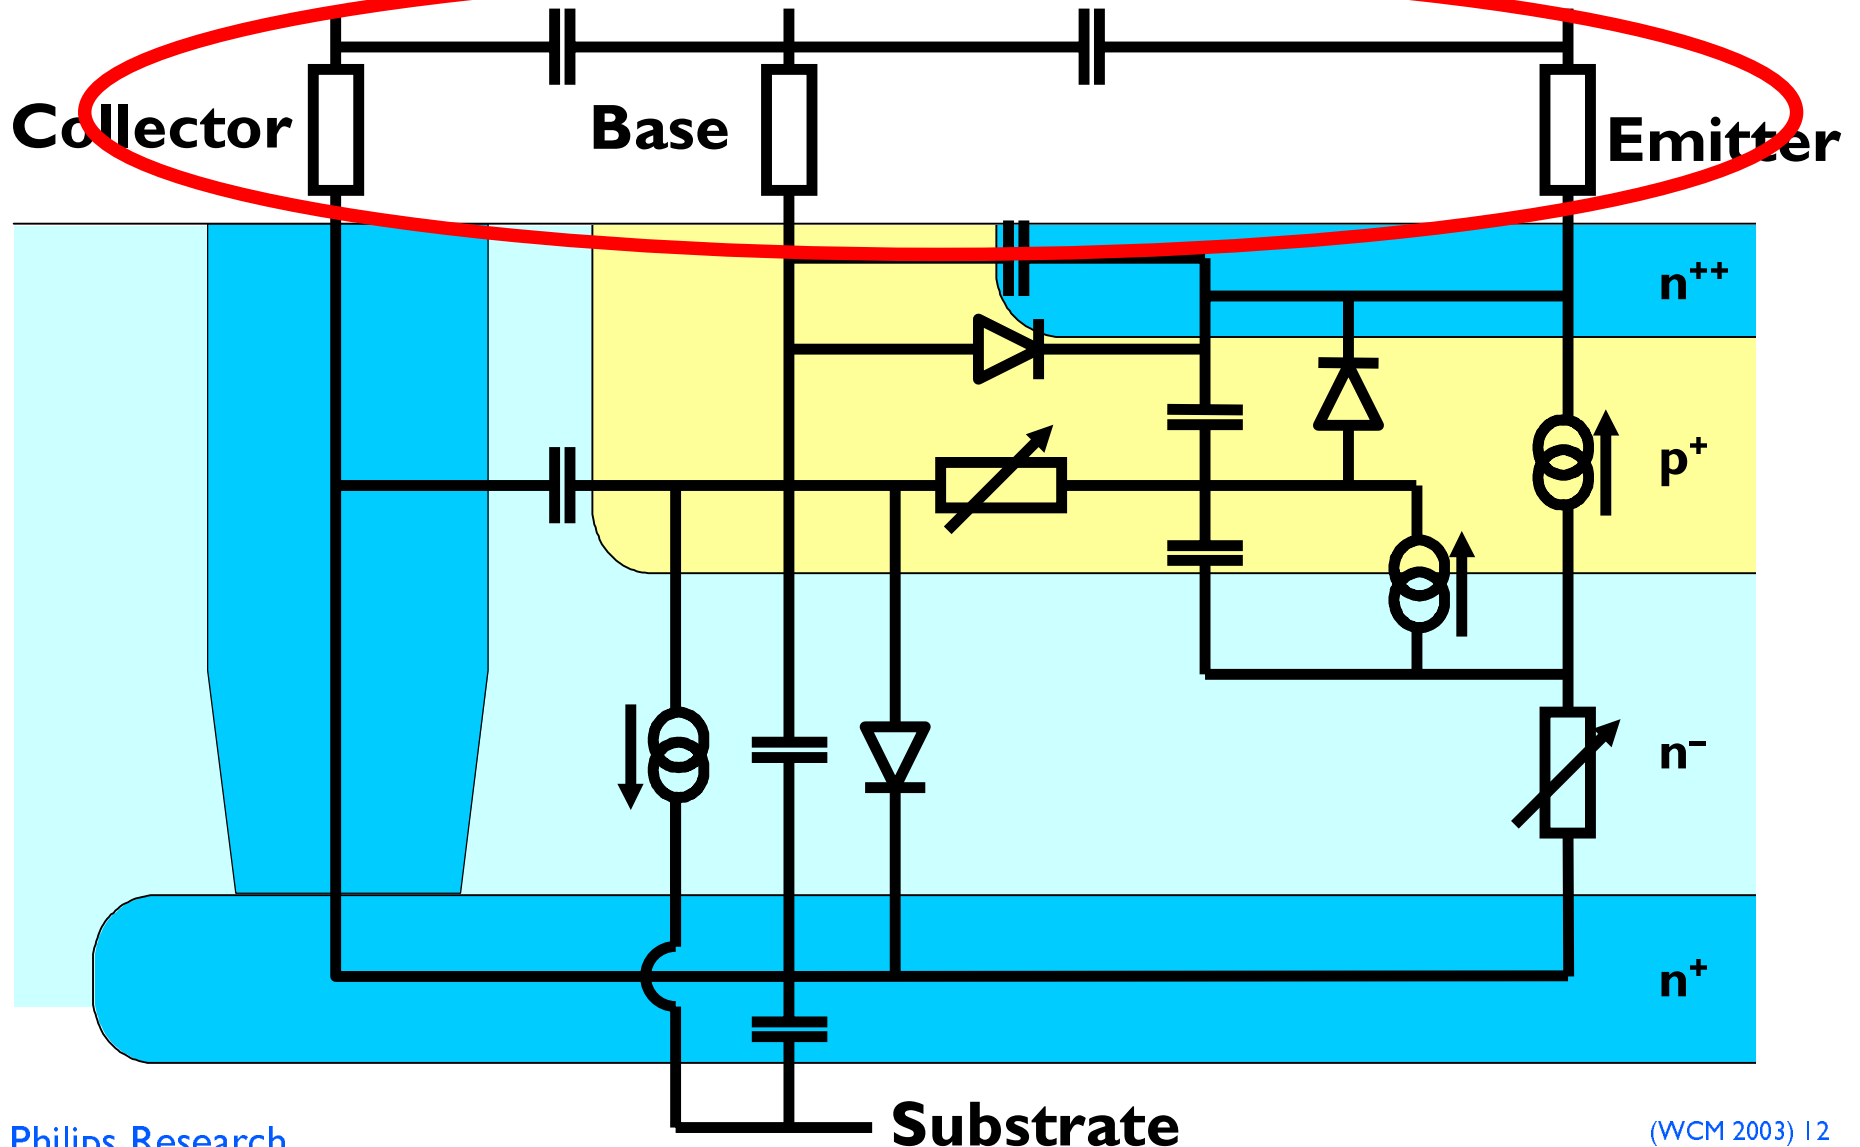 Collector
Base
Emitter
n++
p+
n–
n+
Substrate
Philips Research
(WCM 2003) 12